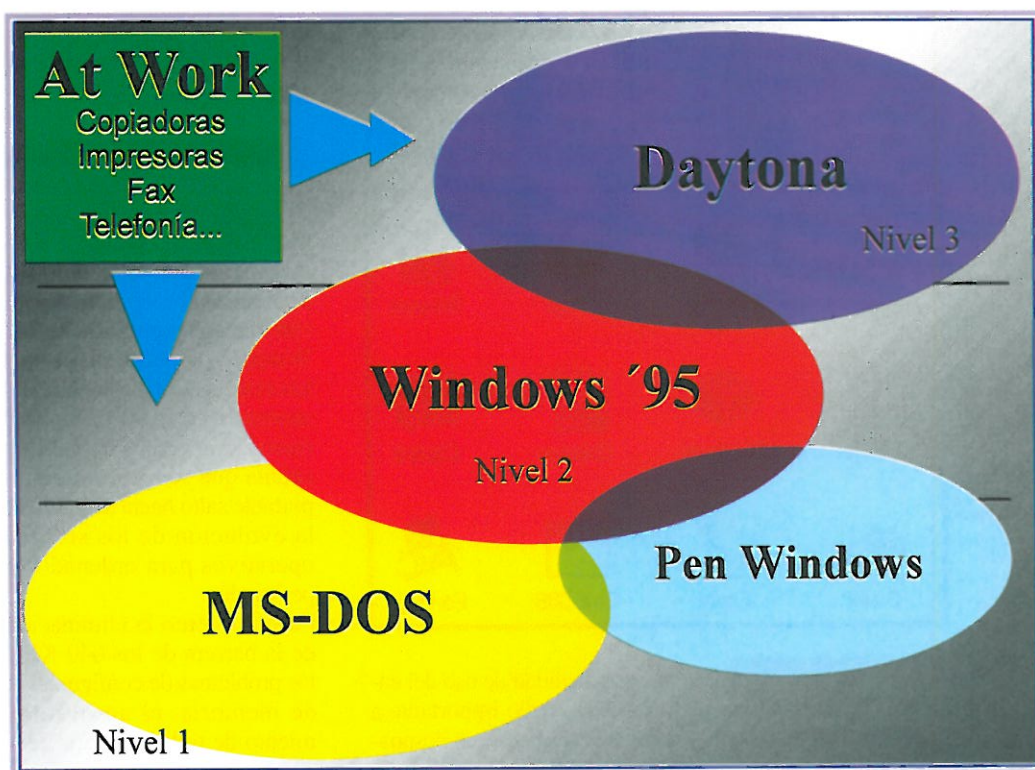 At Work
Copiadoras
Impresoras
Fax
Telefonía...
Daytona
Nivel 3
Windows ´95
Nivel 2
Pen Windows
MS-DOS
Nivel 1